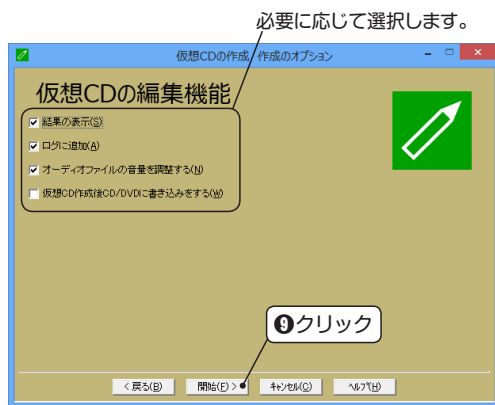 必要に応じて選択します。
仮想CDの作成 作成のオプション
仮想CDの編集機能
結果の表示(S)
ログに追加(A)
オーディオファイルの音量を調整する(N)
仮想CD作成後CD/DVDに書き込みをする(W)
❾クリック
< 戻る(B) 開始(F) > キャンセル(C) ヘルプ(H)